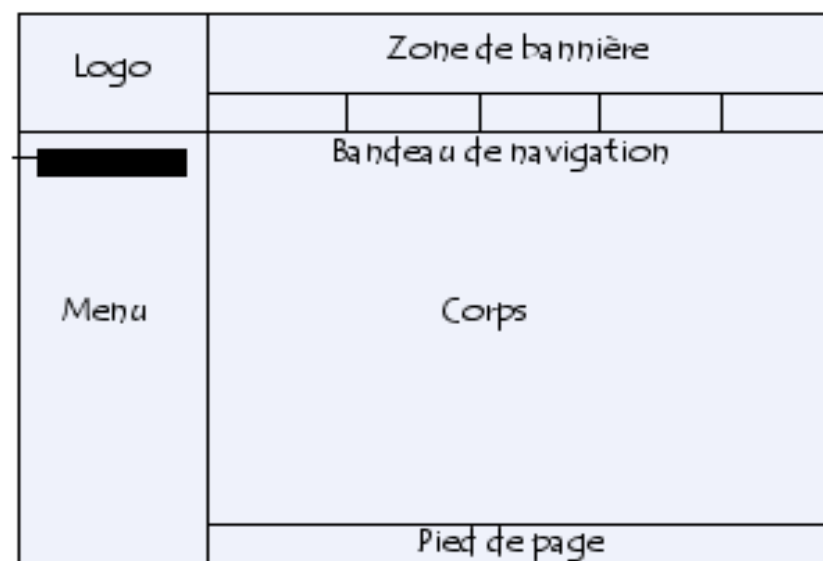 Logo
Zone de bannière
Bandeau de navigation
Menu
Corps
Pied de page